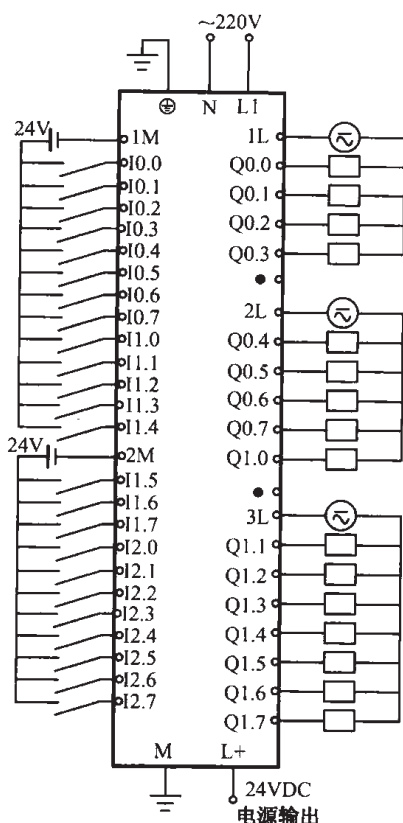 ~220V
N L1
24V
1M
I0.0
I0.1
I0.2
I0.3
I0.4
I0.5
I0.6
I0.7
I1.0
I1.1
I1.2
I1.3
I1.4
24V
2M
I1.5
I1.6
I1.7
I2.0
I2.1
I2.2
I2.3
I2.4
I2.5
I2.6
I2.7
1L
Q0.0
Q0.1
Q0.2
Q0.3
2L
Q0.4
Q0.5
Q0.6
Q0.7
Q1.0
3L
Q1.1
Q1.2
Q1.3
Q1.4
Q1.5
Q1.6
Q1.7
M L+
24VDC
电源输出